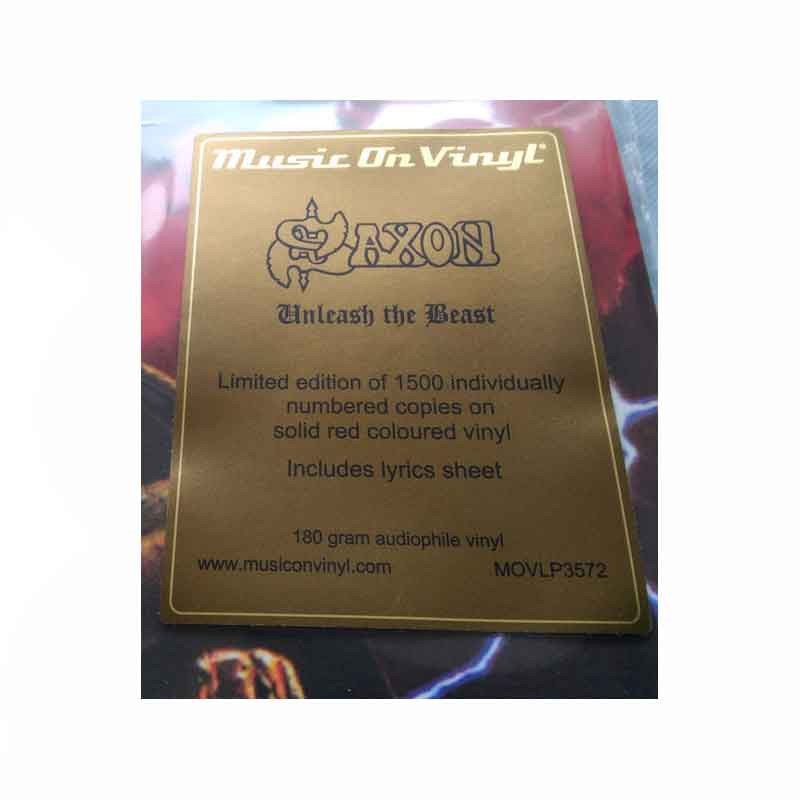 Music On Vinyl®
SAXON
Unleash the Beast
Limited edition of 1500 individually
numbered copies on
solid red coloured vinyl
Includes lyrics sheet
180 gram audiophile vinyl
www.musiconvinyl.com MOVLP3572